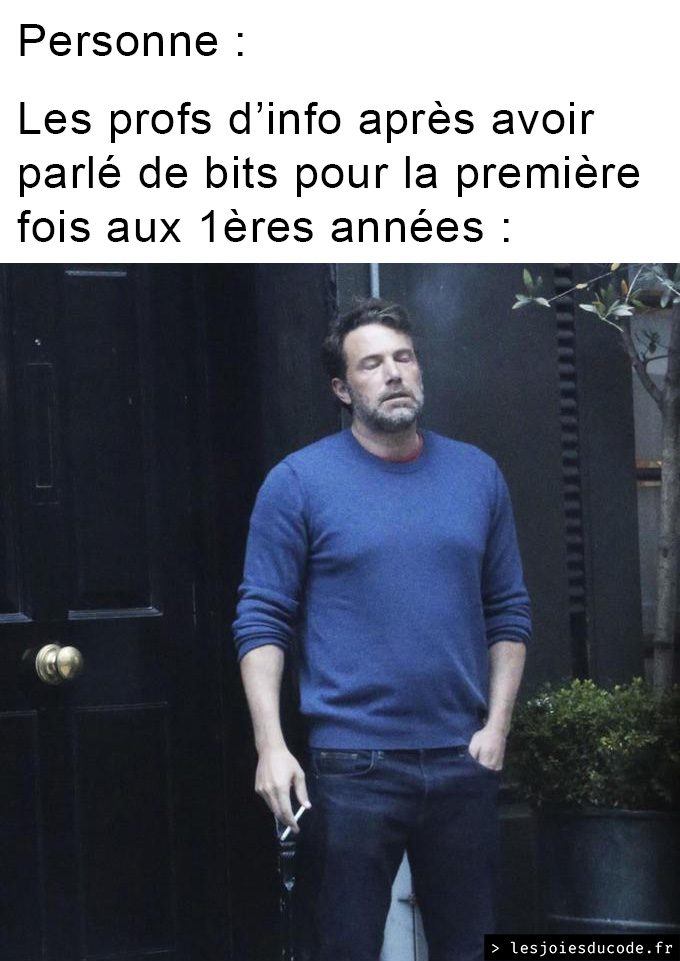 Personne :
Les profs d’info après avoir
parlé de bits pour la première
fois aux 1ères années :
> lesjoiesducode.fr